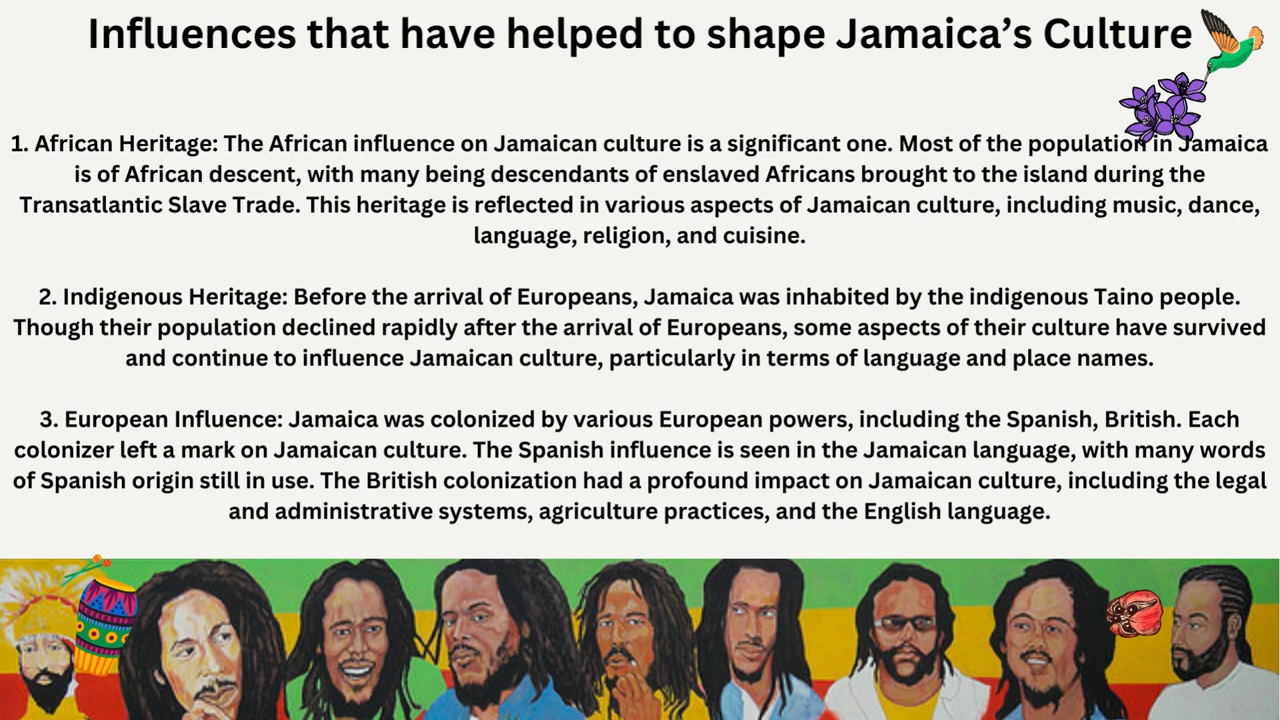 Influences that have helped to shape Jamaica’s Culture
1. African Heritage: The African influence on Jamaican culture is a significant one. Most of the population in Jamaica
is of African descent, with many being descendants of enslaved Africans brought to the island during the
Transatlantic Slave Trade. This heritage is reflected in various aspects of Jamaican culture, including music, dance,
language, religion, and cuisine.
2. Indigenous Heritage: Before the arrival of Europeans, Jamaica was inhabited by the indigenous Taino people.
Though their population declined rapidly after the arrival of Europeans, some aspects of their culture have survived
and continue to influence Jamaican culture, particularly in terms of language and place names.
3. European Influence: Jamaica was colonized by various European powers, including the Spanish, British. Each
colonizer left a mark on Jamaican culture. The Spanish influence is seen in the Jamaican language, with many words
of Spanish origin still in use. The British colonization had a profound impact on Jamaican culture, including the legal
and administrative systems, agriculture practices, and the English language.